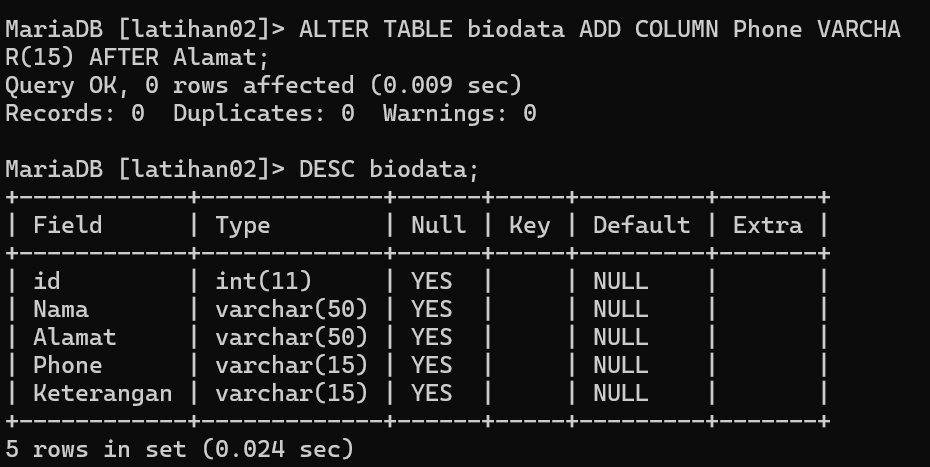 MariaDB [latihan02]> ALTER TABLE biodata ADD COLUMN Phone VARCHA
R(15) AFTER Alamat;
Query OK, 0 rows affected (0.009 sec)
Records: 0  Duplicates: 0  Warnings: 0

MariaDB [latihan02]> DESC biodata;
+------------+-------------+------+-----+---------+-------+
| Field      | Type        | Null | Key | Default | Extra |
+------------+-------------+------+-----+---------+-------+
| id         | int(11)     | YES  |     | NULL    |       |
| Nama       | varchar(50) | YES  |     | NULL    |       |
| Alamat     | varchar(50) | YES  |     | NULL    |       |
| Phone      | varchar(15) | YES  |     | NULL    |       |
| Keterangan | varchar(15) | YES  |     | NULL    |       |
+------------+-------------+------+-----+---------+-------+
5 rows in set (0.024 sec)